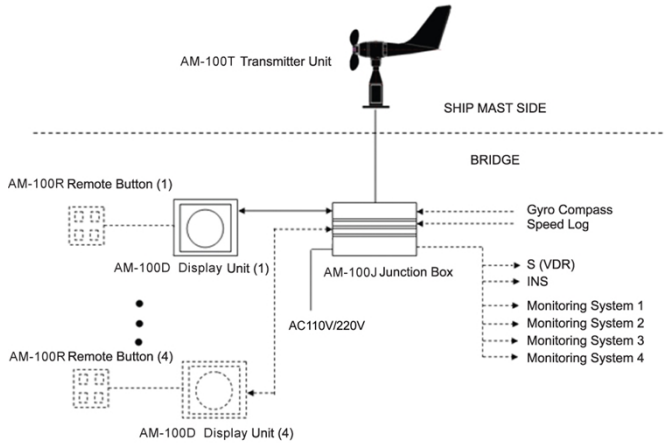 AM-100T Transmitter Unit
SHIP MAST SIDE
BRIDGE
AM-100R Remote Button (1)
Gyro Compass
Speed Log
AM-100D Display Unit (1)
AM-100J Junction Box
S (VDR)
INS
AC110V/220V
Monitoring System 1
Monitoring System 2
Monitoring System 3
Monitoring System 4
AM-100R Remote Button (4)
AM-100D Display Unit (4)